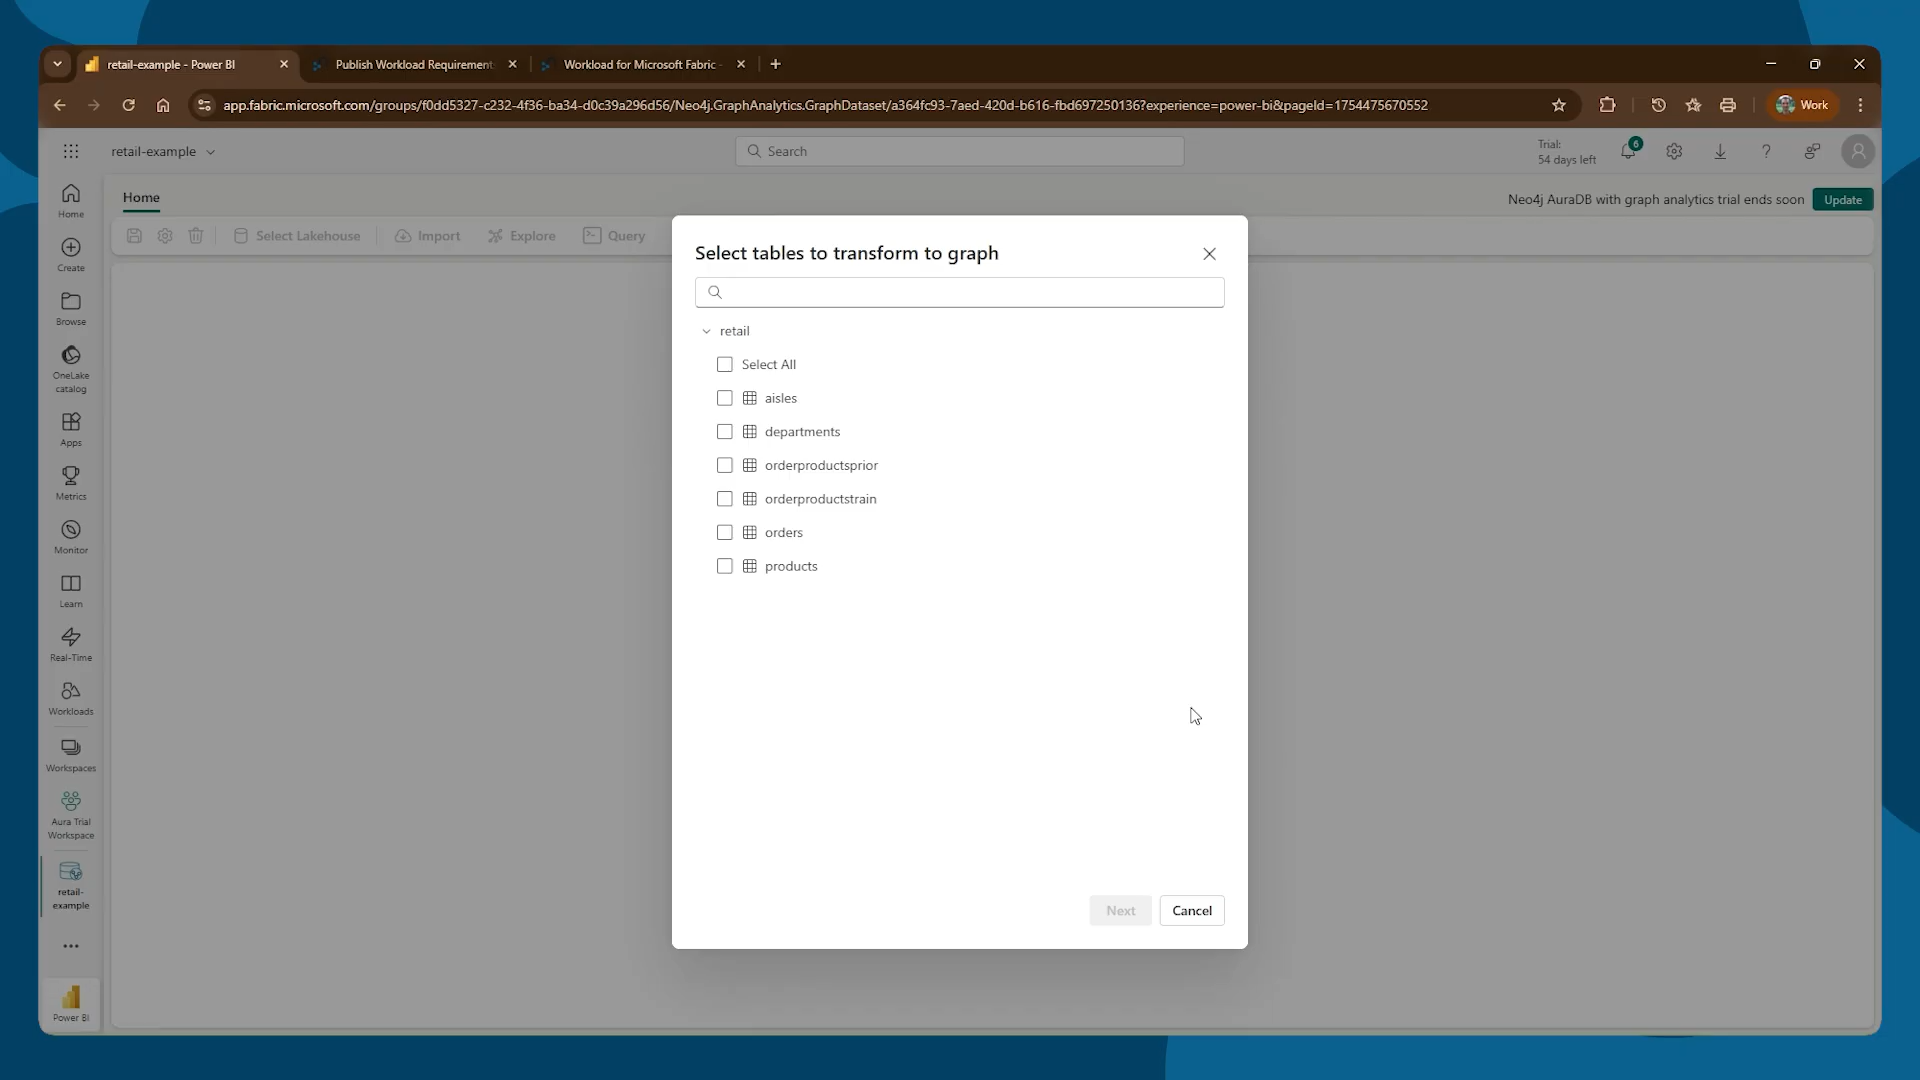 retail-example - Power BI
Publish Workload Requirement
Workload for Microsoft Fabric -
app.fabric.microsoft.com/groups/f0dd5327-c232-4f36-ba34-d0c39a296d56/Neo4j.GraphAnalytics.GraphDataset/a364fc93-7aed-420d-b616-fbd697250136?experience=power-bi&pageId=1754475670552
Work
retail-example
Search
Trial:
54 days left
6
Home
Neo4j AuraDB with graph analytics trial ends soon
Update
Select Lakehouse
Import
Explore
Query
Home
Create
Browse
OneLake
catalog
Apps
Metrics
Monitor
Learn
Real-Time
Workloads
Workspaces
Aura Trial
Workspace
retail-
example
Power BI
Select tables to transform to graph
retail
Select All
aisles
departments
orderproductsprior
orderproductstrain
orders
products
Next
Cancel